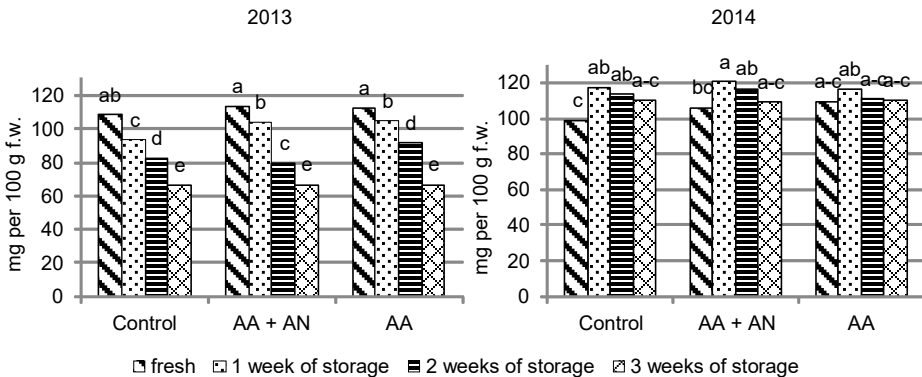 2013
2014
mg per 100 g f.w.
120
100
80
60
40
20
0
ab
c
d
e
a
b
c
e
a
b
d
e
Control
AA + AN
AA
mg per 100 g f.w.
120
100
80
60
40
20
0
c
ab
ab
a-c
bc
a
ab
a-c
a-c
ab
a-c
a-c
Control
AA + AN
AA
fresh
1 week of storage
2 weeks of storage
3 weeks of storage